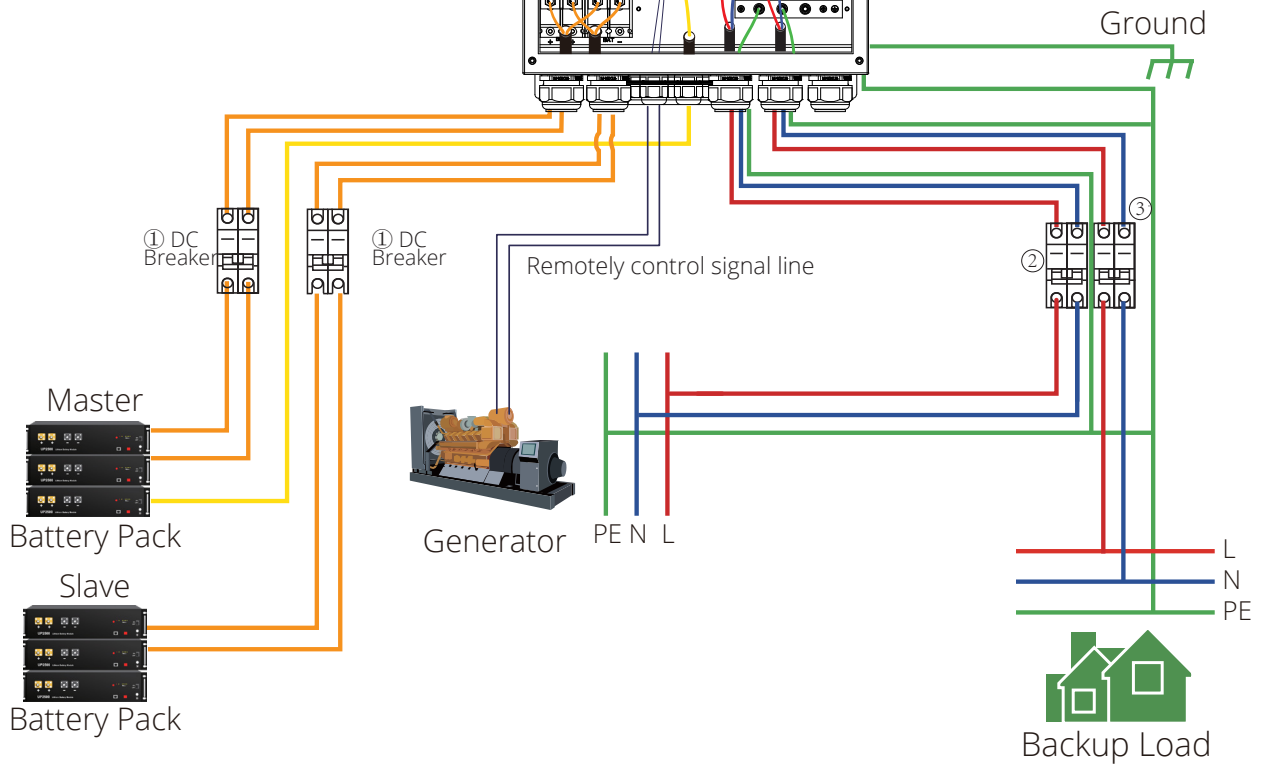 Ground
+ BAT −
③
① DC
Breaker
① DC
Breaker
Remotely control signal line
②
Master
Battery Pack
Generator
PE N L
L
N
PE
Slave
Battery Pack
Backup Load